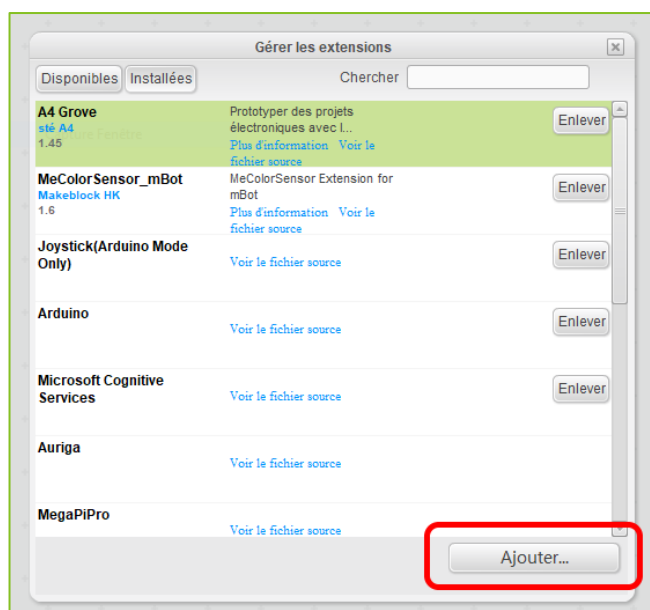 Gérer les extensions
Disponibles Installées Chercher
A4 Grove
sté A4
1.45
Prototyper des projets
électroniques avec l...
Plus d'information Voir le
fichier source
Enlever
MeColorSensor_mBot
Makeblock HK
1.6
MeColorSensor Extension for
mBot
Plus d'information Voir le
fichier source
Enlever
Joystick(Arduino Mode
Only)
Voir le fichier source
Enlever
Arduino
Voir le fichier source
Enlever
Microsoft Cognitive
Services
Voir le fichier source
Enlever
Auriga
Voir le fichier source
MegaPiPro
Voir le fichier source
Ajouter...